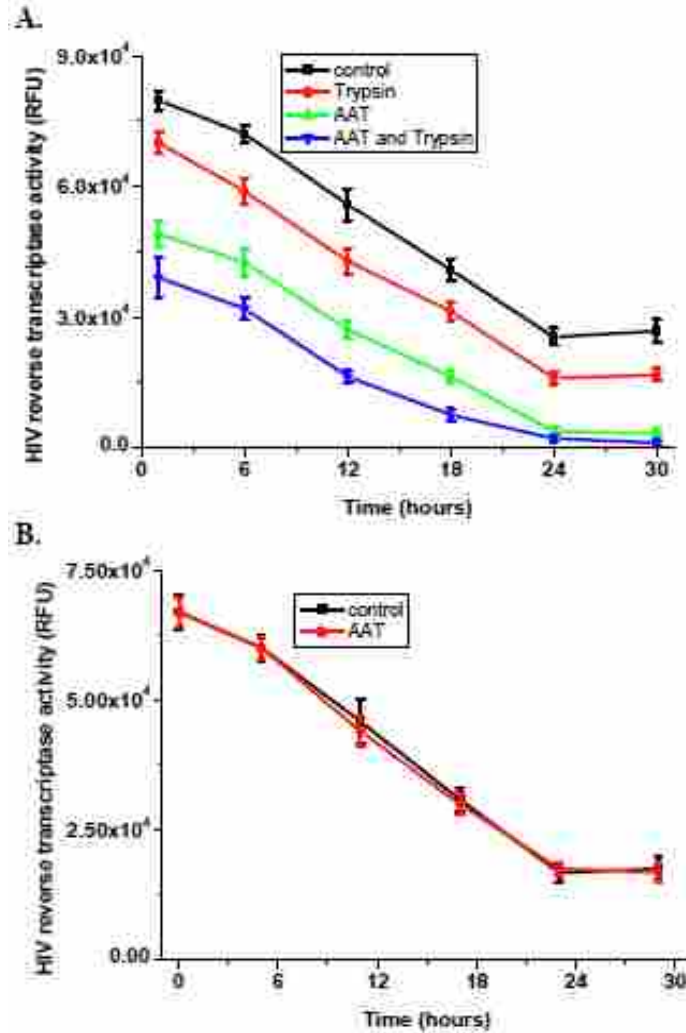 A.
HIV reverse transcriptase activity (RFU)
9.0x10⁴
6.0x10⁴
3.0x10⁴
0.0
control
Trypsin
AAT
AAT and Trypsin
0 6 12 18 24 30
Time (hours)
B.
HIV reverse transcriptase activity (RFU)
7.50x10⁴
5.00x10⁴
2.50x10⁴
0.00
control
AAT
0 6 12 18 24 30
Time (hours)